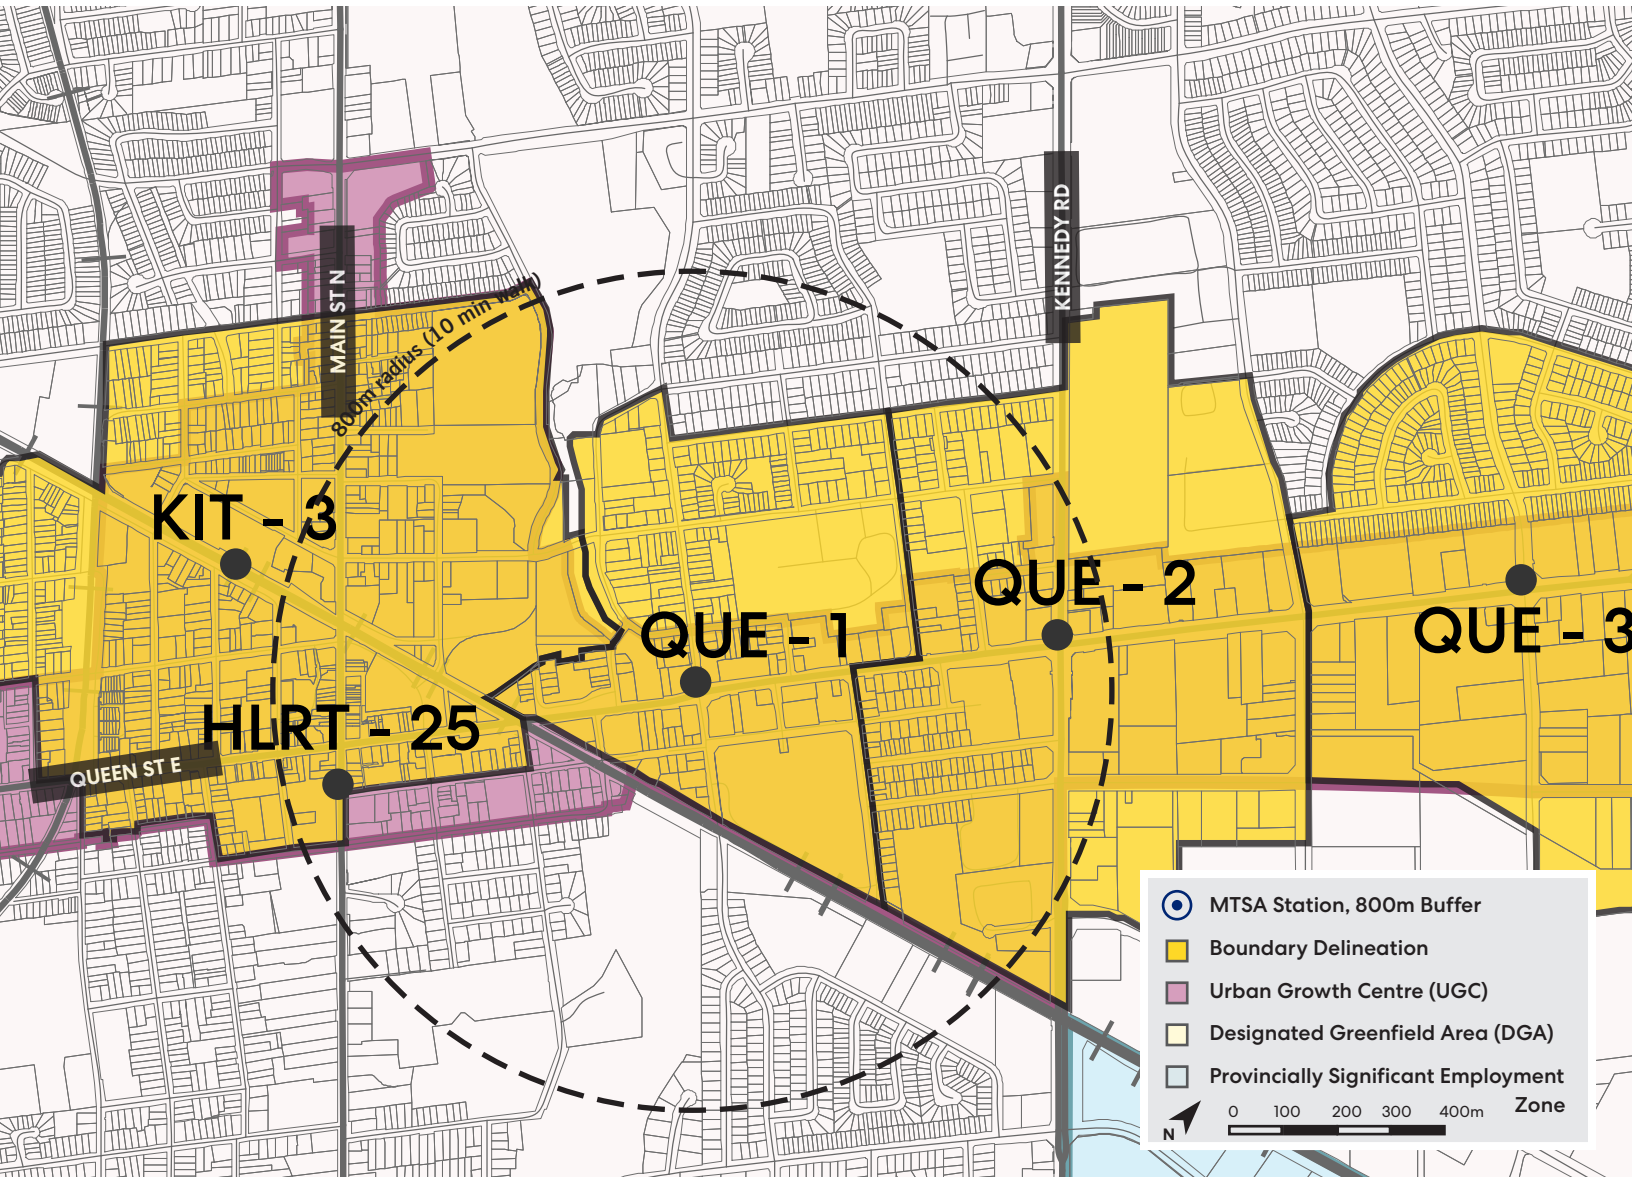 KENNEDY RD
MAIN ST N
800m radius (10 min walk)
KIT - 3
QUE - 2
QUE - 1
QUE - 3
HLRT - 25
QUEEN ST E
MTSA Station, 800m Buffer
Boundary Delineation
Urban Growth Centre (UGC)
Designated Greenfield Area (DGA)
Provincially Significant Employment
Zone
N
0 100 200 300 400m